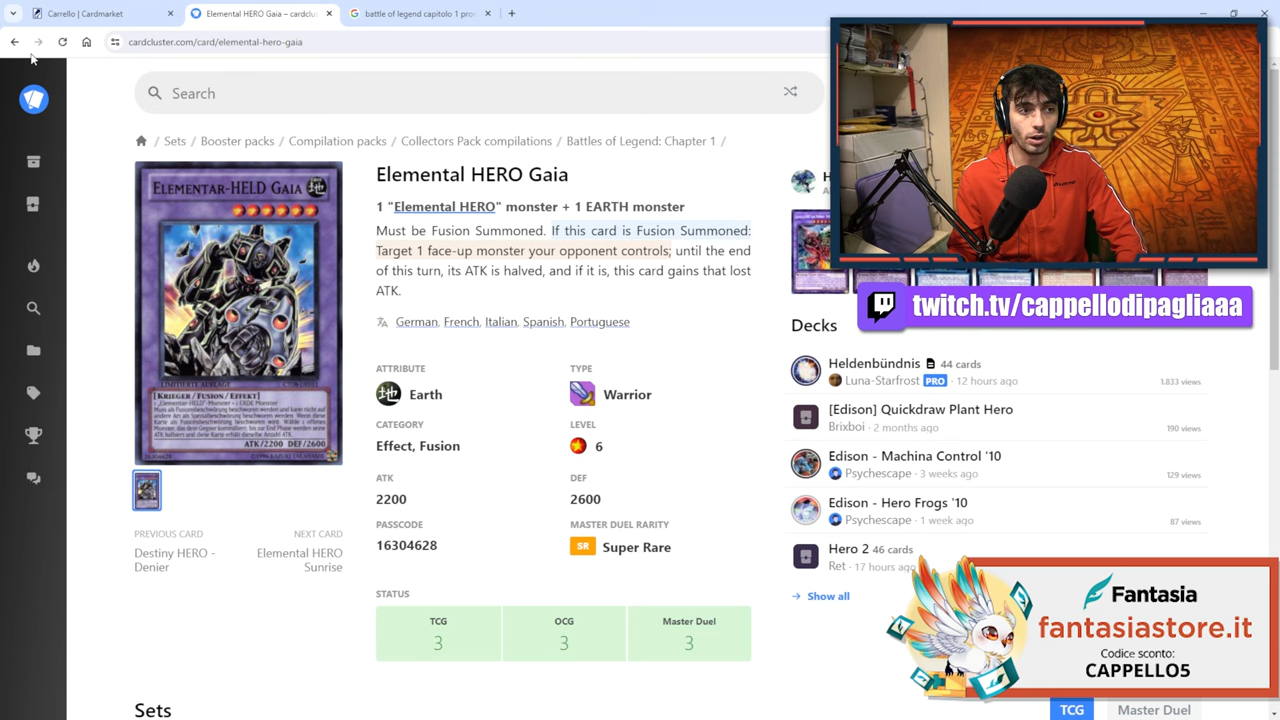 Carrello | Cardmarket
Elemental HERO Gaia – cardclus
battle of legend capitolo 1 pro
cardcluster.com/card/elemental-hero-gaia
Search
Sets / Booster packs / Compilation packs / Collectors Pack compilations / Battles of Legend: Chapter 1 /
ELEMENTAR-HELD GAIA
LIMITIERTE AUFLAGE
[KRIEGER / FUSION / EFFEKT]
ATK/2200 DEF/2600
16304628
Elemental HERO Gaia
1 "Elemental HERO" monster + 1 EARTH monster
Must be Fusion Summoned. If this card is Fusion Summoned:
Target 1 face-up monster your opponent controls; until the end
of this turn, its ATK is halved, and if it is, this card gains that lost
ATK.
German, French, Italian, Spanish, Portuguese
ATTRIBUTE
Earth
TYPE
Warrior
CATEGORY
Effect, Fusion
LEVEL
6
ATK
2200
DEF
2600
PASSCODE
16304628
MASTER DUEL RARITY
SR Super Rare
PREVIOUS CARD
Destiny HERO -
Denier
NEXT CARD
Elemental HERO
Sunrise
STATUS
TCG
3
OCG
3
Master Duel
3
Sets
TCG
Master Duel
twitch.tv/cappellodipagliaaa
Decks
Heldenbündnis 44 cards
Luna-Starfrost PRO · 12 hours ago
1.833 views
[Edison] Quickdraw Plant Hero
Brixboi · 2 months ago
190 views
Edison - Machina Control '10
Psychescape · 3 weeks ago
129 views
Edison - Hero Frogs '10
Psychescape · 1 week ago
87 views
Hero 2 46 cards
Ret · 17 hours ago
Show all
Fantasia
fantasiastore.it
Codice sconto:
CAPPELLO5